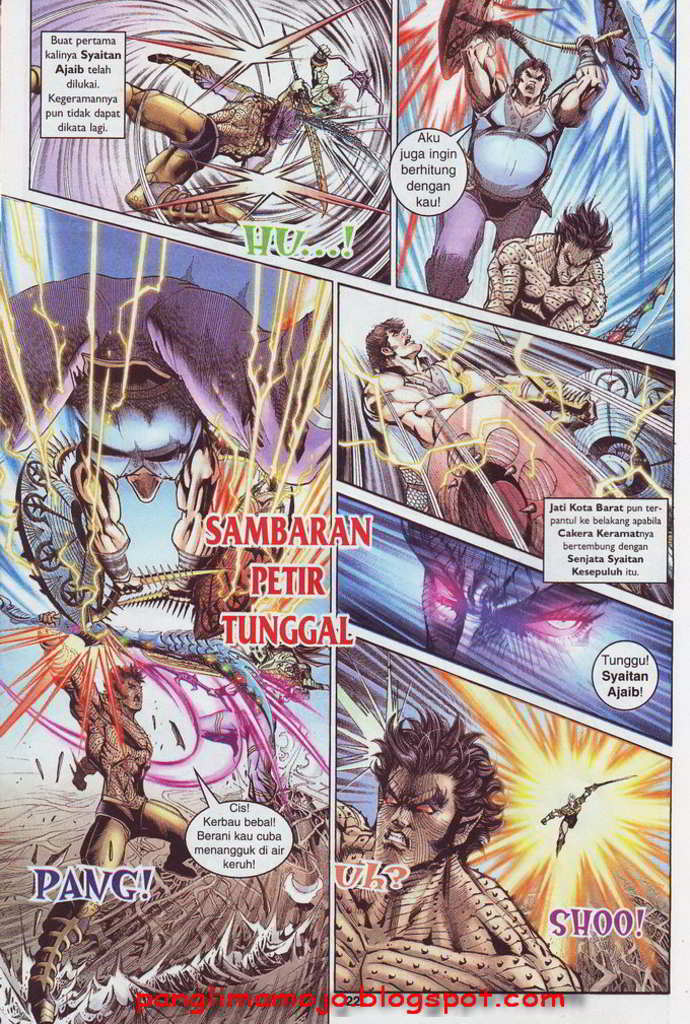 Buat pertama
kalinya Syaitan
Ajaib telah
dilukai.
Kegeramannya
pun tidak dapat
dikata lagi.
HU...!
Aku
juga ingin
berhitung
dengan
kau!
SAMBARAN
PETIR
TUNGGAL
Jati Kota Barat pun ter-
pantul ke belakang apabila
Cakera Keramatnya
bertembung dengan
Senjata Syaitan
Kesepuluh itu.
Cis!
Kerbau bebal!
Berani kau cuba
menangguk di air
keruh!
PANG!
Tunggu!
Syaitan
Ajaib!
Uh?
SHOO!
22
panglimamojo.blogspot.com